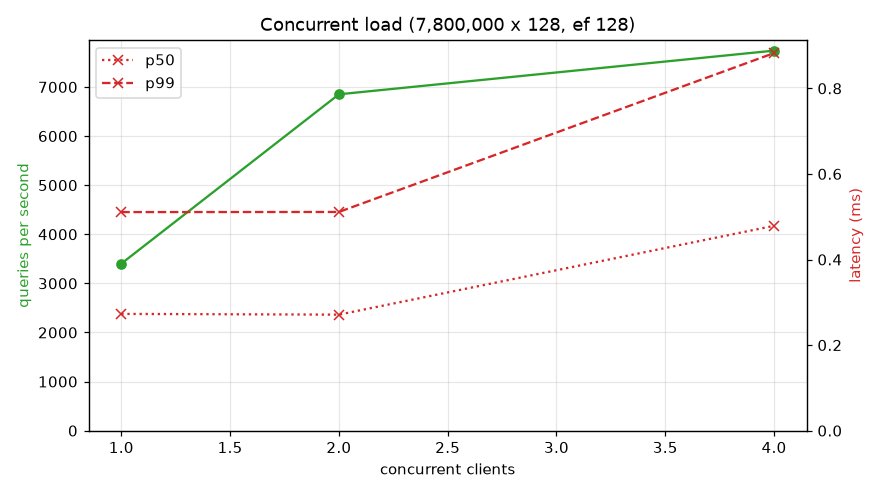 Concurrent load (7,800,000 x 128, ef 128)
p50
p99
queries per second
7000
6000
5000
4000
3000
2000
1000
0
0.8
0.6
0.4
0.2
0.0
latency (ms)
1.0 1.5 2.0 2.5 3.0 3.5 4.0
concurrent clients